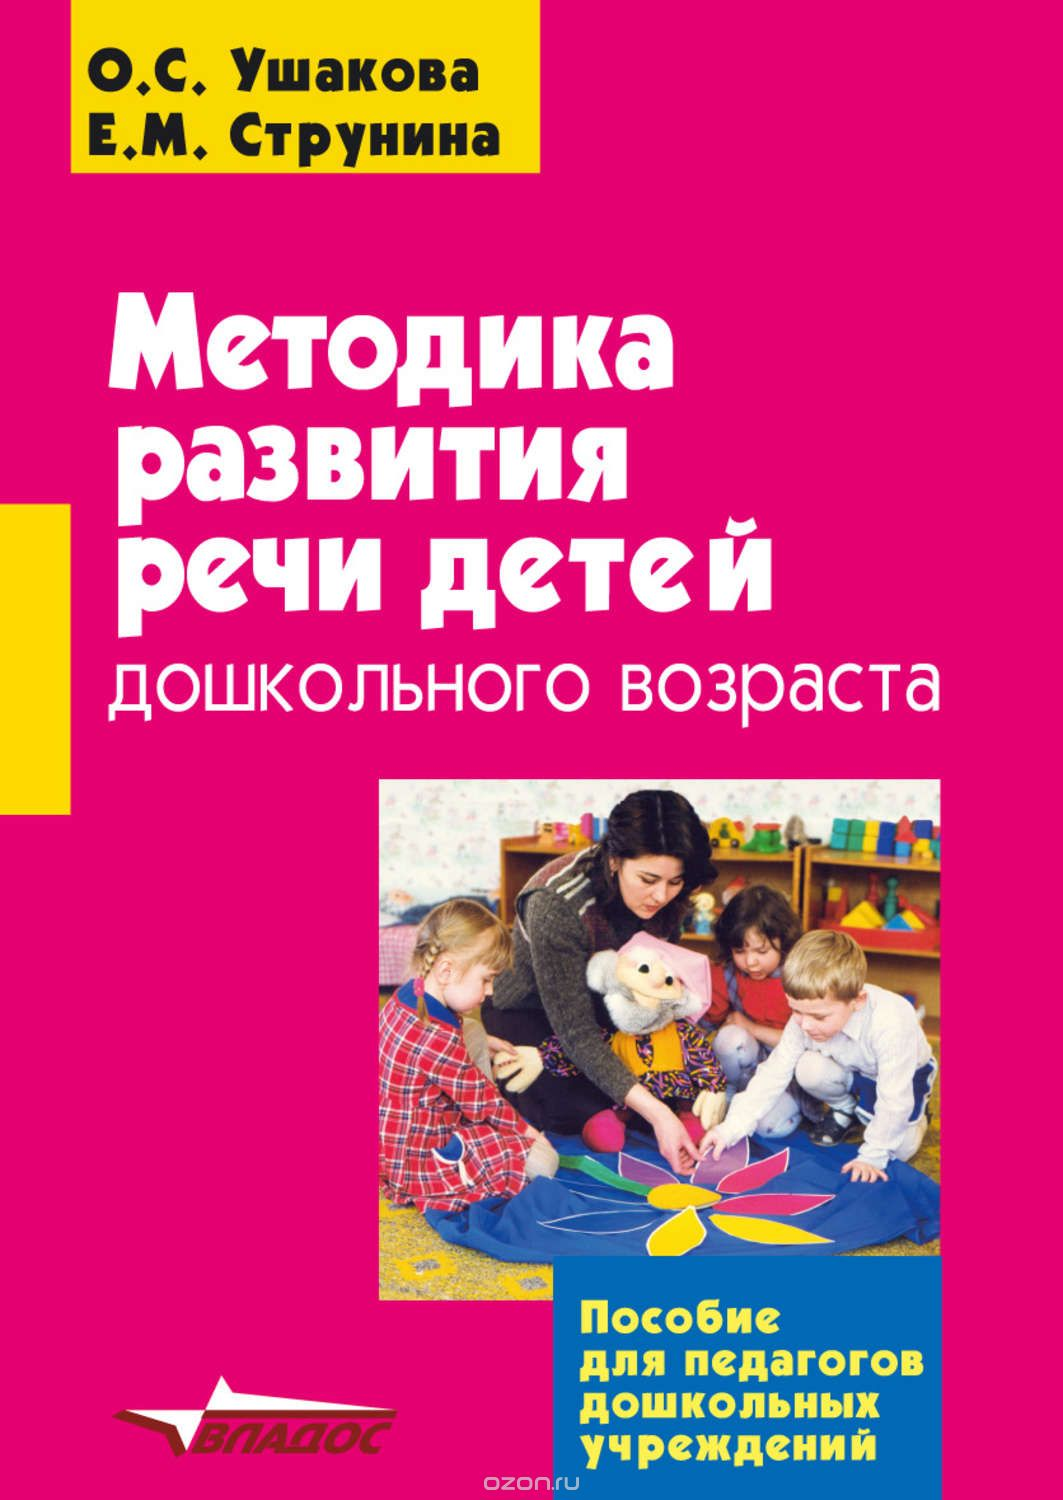 О.С. Ушакова
Е.М. Струнина
Методика
развития
речи детей
дошкольного возраста
Пособие
для педагогов
дошкольных
учреждений
ВЛАДОС
ozon.ru